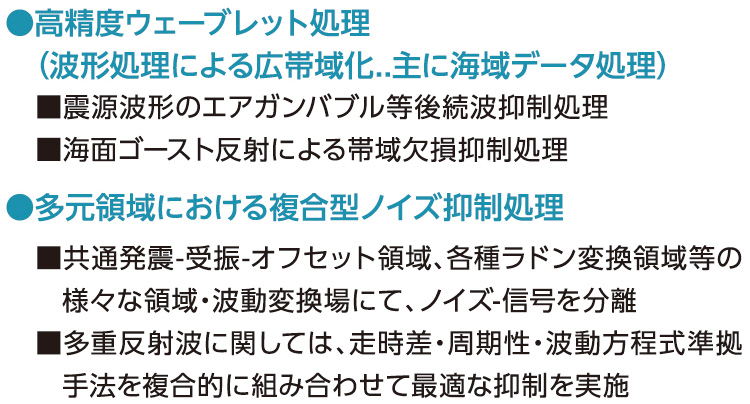 ●高精度ウェーブレット処理
（波形処理による広帯域化..主に海域データ処理）
■震源波形のエアガンバブル等後続波抑制処理
■海面ゴースト反射による帯域欠損抑制処理
●多元領域における複合型ノイズ抑制処理
■共通発震-受振-オフセット領域、各種ラドン変換領域等の
様々な領域・波動変換場にて、ノイズ-信号を分離
■多重反射波に関しては、走時差・周期性・波動方程式準拠
手法を複合的に組み合わせて最適な抑制を実施